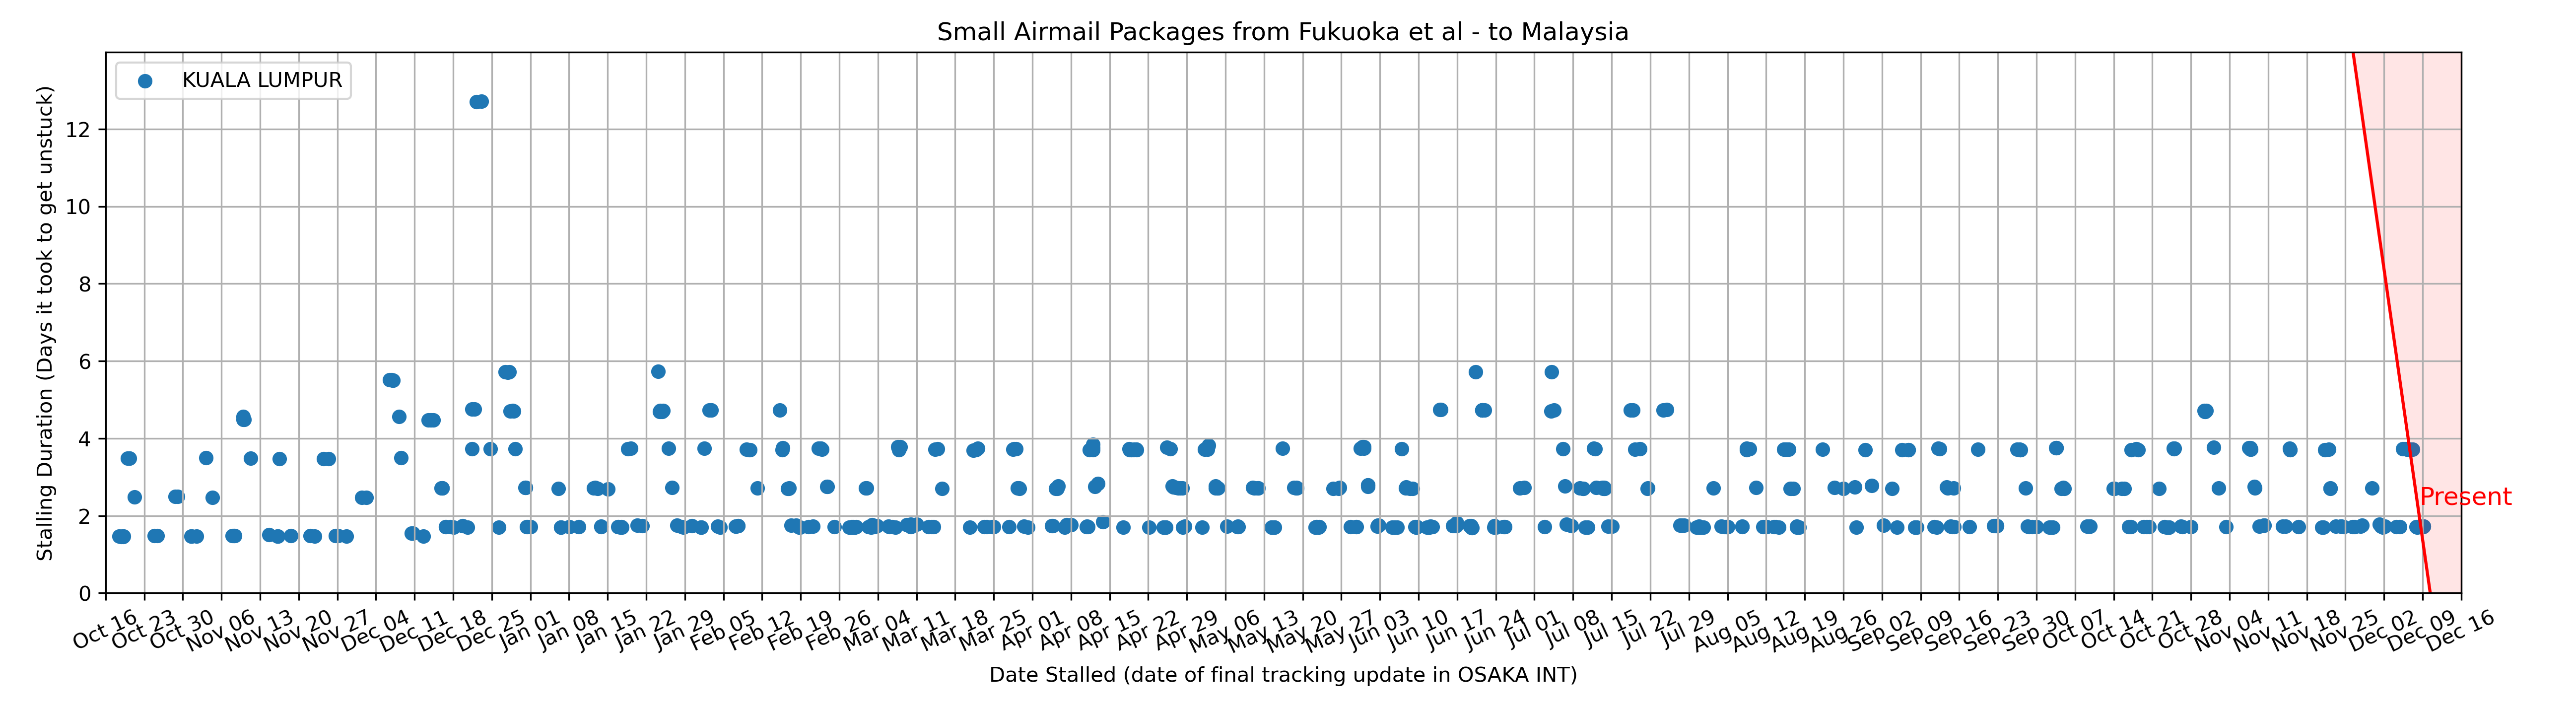 Small Airmail Packages from Fukuoka et al - to Malaysia
KUALA LUMPUR
Stalling Duration (Days it took to get unstuck)
12
10
8
6
4
2
0
Present
Oct 16 Oct 23 Oct 30 Nov 06 Nov 13 Nov 20 Nov 27 Dec 04 Dec 11 Dec 18 Dec 25 Jan 01 Jan 08 Jan 15 Jan 22 Jan 29 Feb 05 Feb 12 Feb 19 Feb 26 Mar 04 Mar 11 Mar 18 Mar 25 Apr 01 Apr 08 Apr 15 Apr 22 Apr 29 May 06 May 13 May 20 May 27 Jun 03 Jun 10 Jun 17 Jun 24 Jul 01 Jul 08 Jul 15 Jul 22 Jul 29 Aug 05 Aug 12 Aug 19 Aug 26 Sep 02 Sep 09 Sep 16 Sep 23 Sep 30 Oct 07 Oct 14 Oct 21 Oct 28 Nov 04 Nov 11 Nov 18 Nov 25 Dec 02 Dec 09 Dec 16
Date Stalled (date of final tracking update in OSAKA INT)